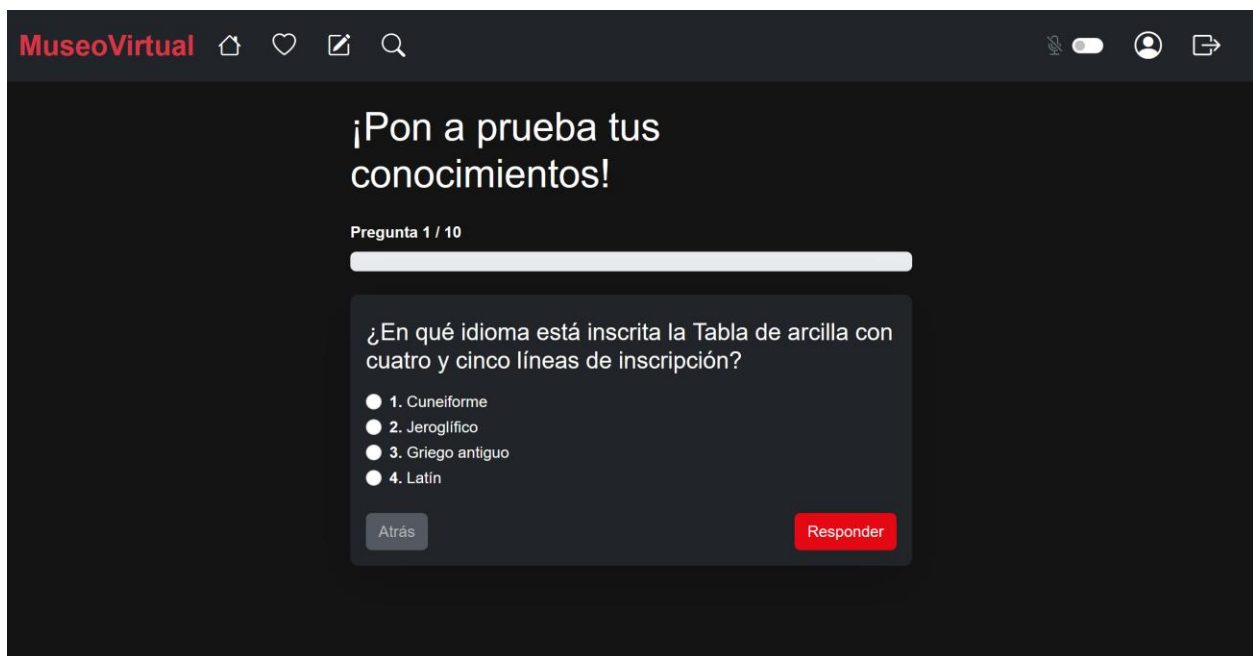 MuseoVirtual
¡Pon a prueba tus
conocimientos!
Pregunta 1 / 10
¿En qué idioma está inscrita la Tabla de arcilla con
cuatro y cinco líneas de inscripción?
1. Cuneiforme
2. Jeroglífico
3. Griego antiguo
4. Latín
Atrás Responder